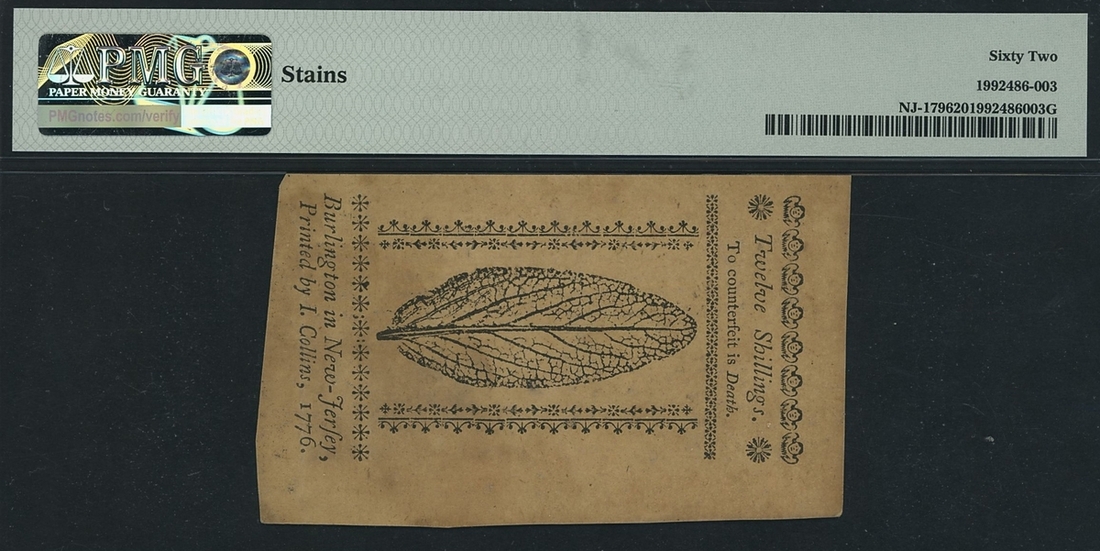 PMG
PAPER MONEY GUARANTY
PMGnotes.com/verify
Stains
Sixty Two
1992486-003
NJ-1796201992486003G
Twelve Shillings.
To counterfeit is Death.
Burlington in New-Jerſey,
Printed by I. Collins, 1776.